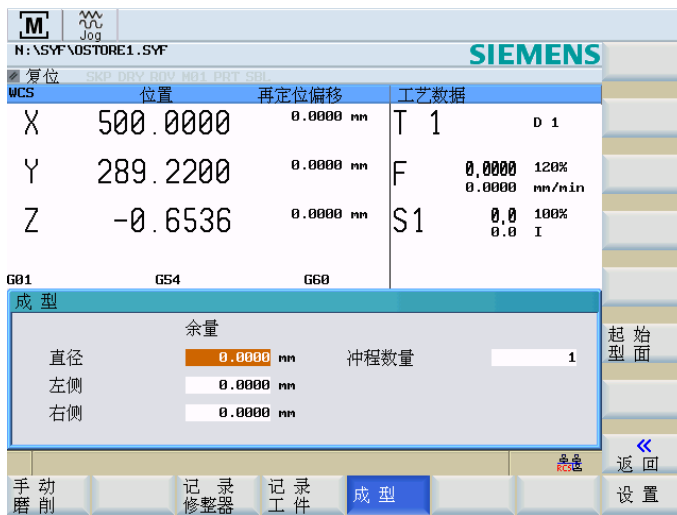 M
Jog
N:\SYF\OSTORE1.SYF
SIEMENS
复位 SKP DRY ROV M01 PRT SBL
WCS 位置 再定位偏移 工艺数据
X 500.0000 0.0000 mm T 1 D 1
Y 289.2200 0.0000 mm F 0.0000 120%
0.0000 mm/min
Z -0.6536 0.0000 mm S1 0.0 100%
0.0 I
G01 G54 G60
成 型
余量
起 始
型 面
直径 0.0000 mm 冲程数量 1
左侧 0.0000 mm
右侧 0.0000 mm
RCS
«
返 回
手 动
磨 削
记 录
修整器
记 录
工 件
成 型
设 置